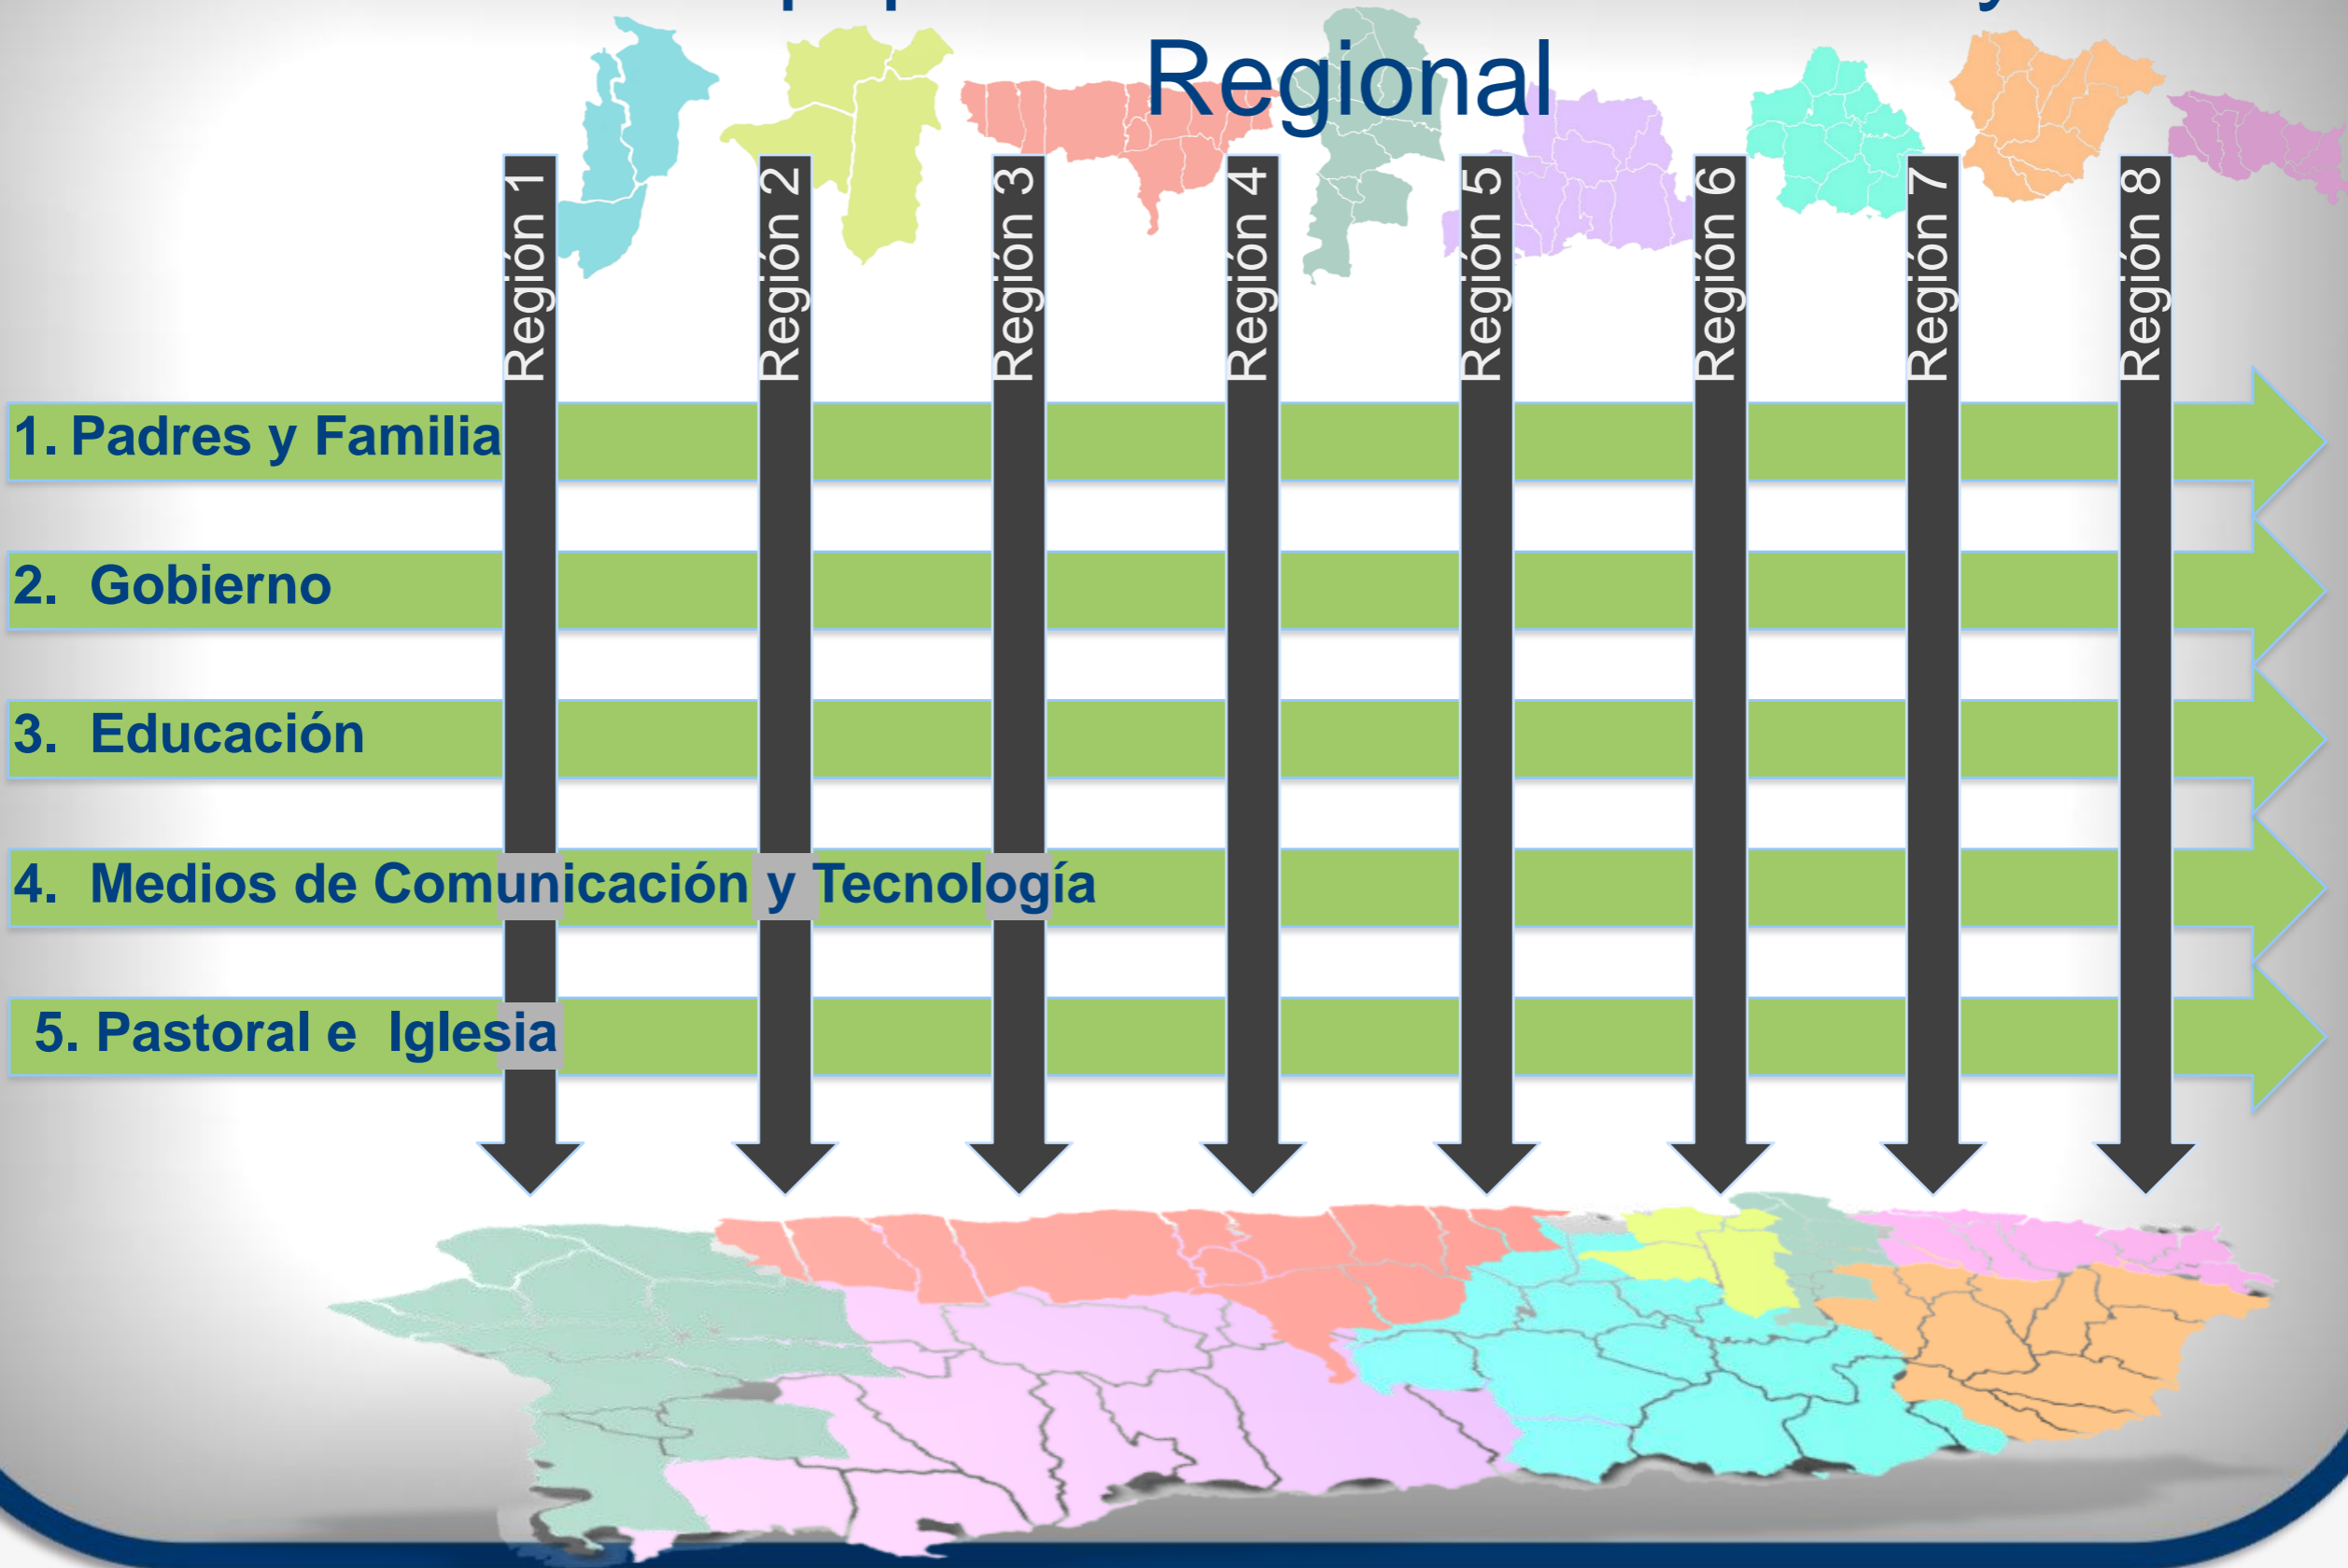 Regional
Región 1
Región 2
Región 3
Región 4
Región 5
Región 6
Región 7
Región 8
1. Padres y Familia
2. Gobierno
3. Educación
4. Medios de Comunicación y Tecnología
5. Pastoral e Iglesia